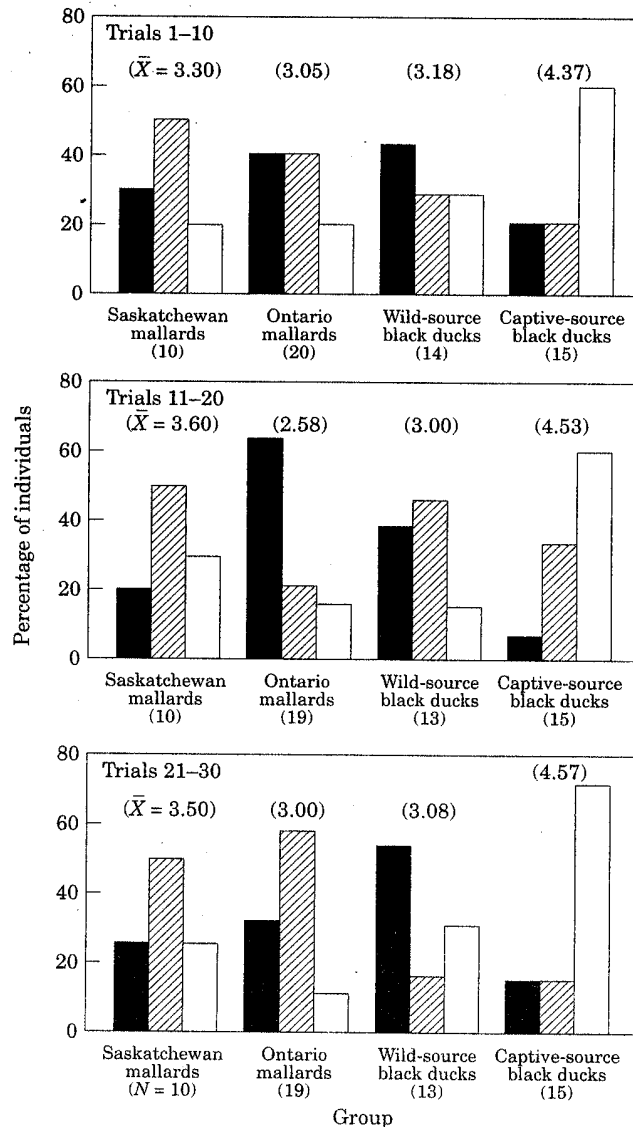 80
Trials 1–10
(X̄ = 3.30) (3.05) (3.18) (4.37)
60
40
20
0
Saskatchewan mallards (10)
Ontario mallards (20)
Wild-source black ducks (14)
Captive-source black ducks (15)
80
Trials 11–20
(X̄ = 3.60) (2.58) (3.00) (4.53)
60
40
20
0
Saskatchewan mallards (10)
Ontario mallards (19)
Wild-source black ducks (13)
Captive-source black ducks (15)
Percentage of individuals
80
Trials 21–30
(4.57)
(X̄ = 3.50) (3.00) (3.08)
60
40
20
0
Saskatchewan mallards (N = 10)
Ontario mallards (19)
Wild-source black ducks (13)
Captive-source black ducks (15)
Group